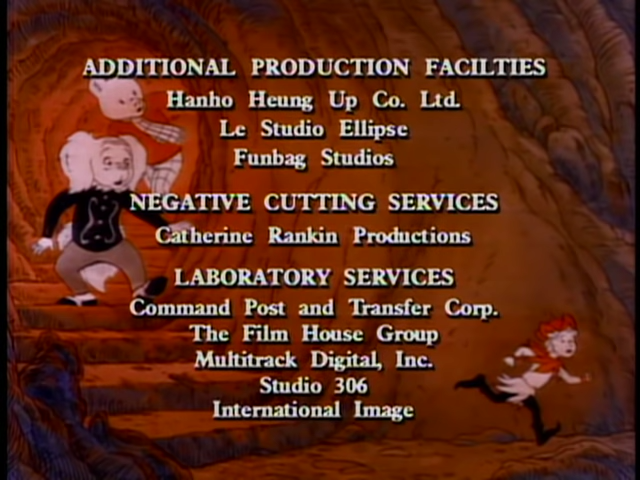 ADDITIONAL PRODUCTION FACILTIES
Hanho Heung Up Co. Ltd.
Le Studio Ellipse
Funbag Studios
NEGATIVE CUTTING SERVICES
Catherine Rankin Productions
LABORATORY SERVICES
Command Post and Transfer Corp.
The Film House Group
Multitrack Digital, Inc.
Studio 306
International Image